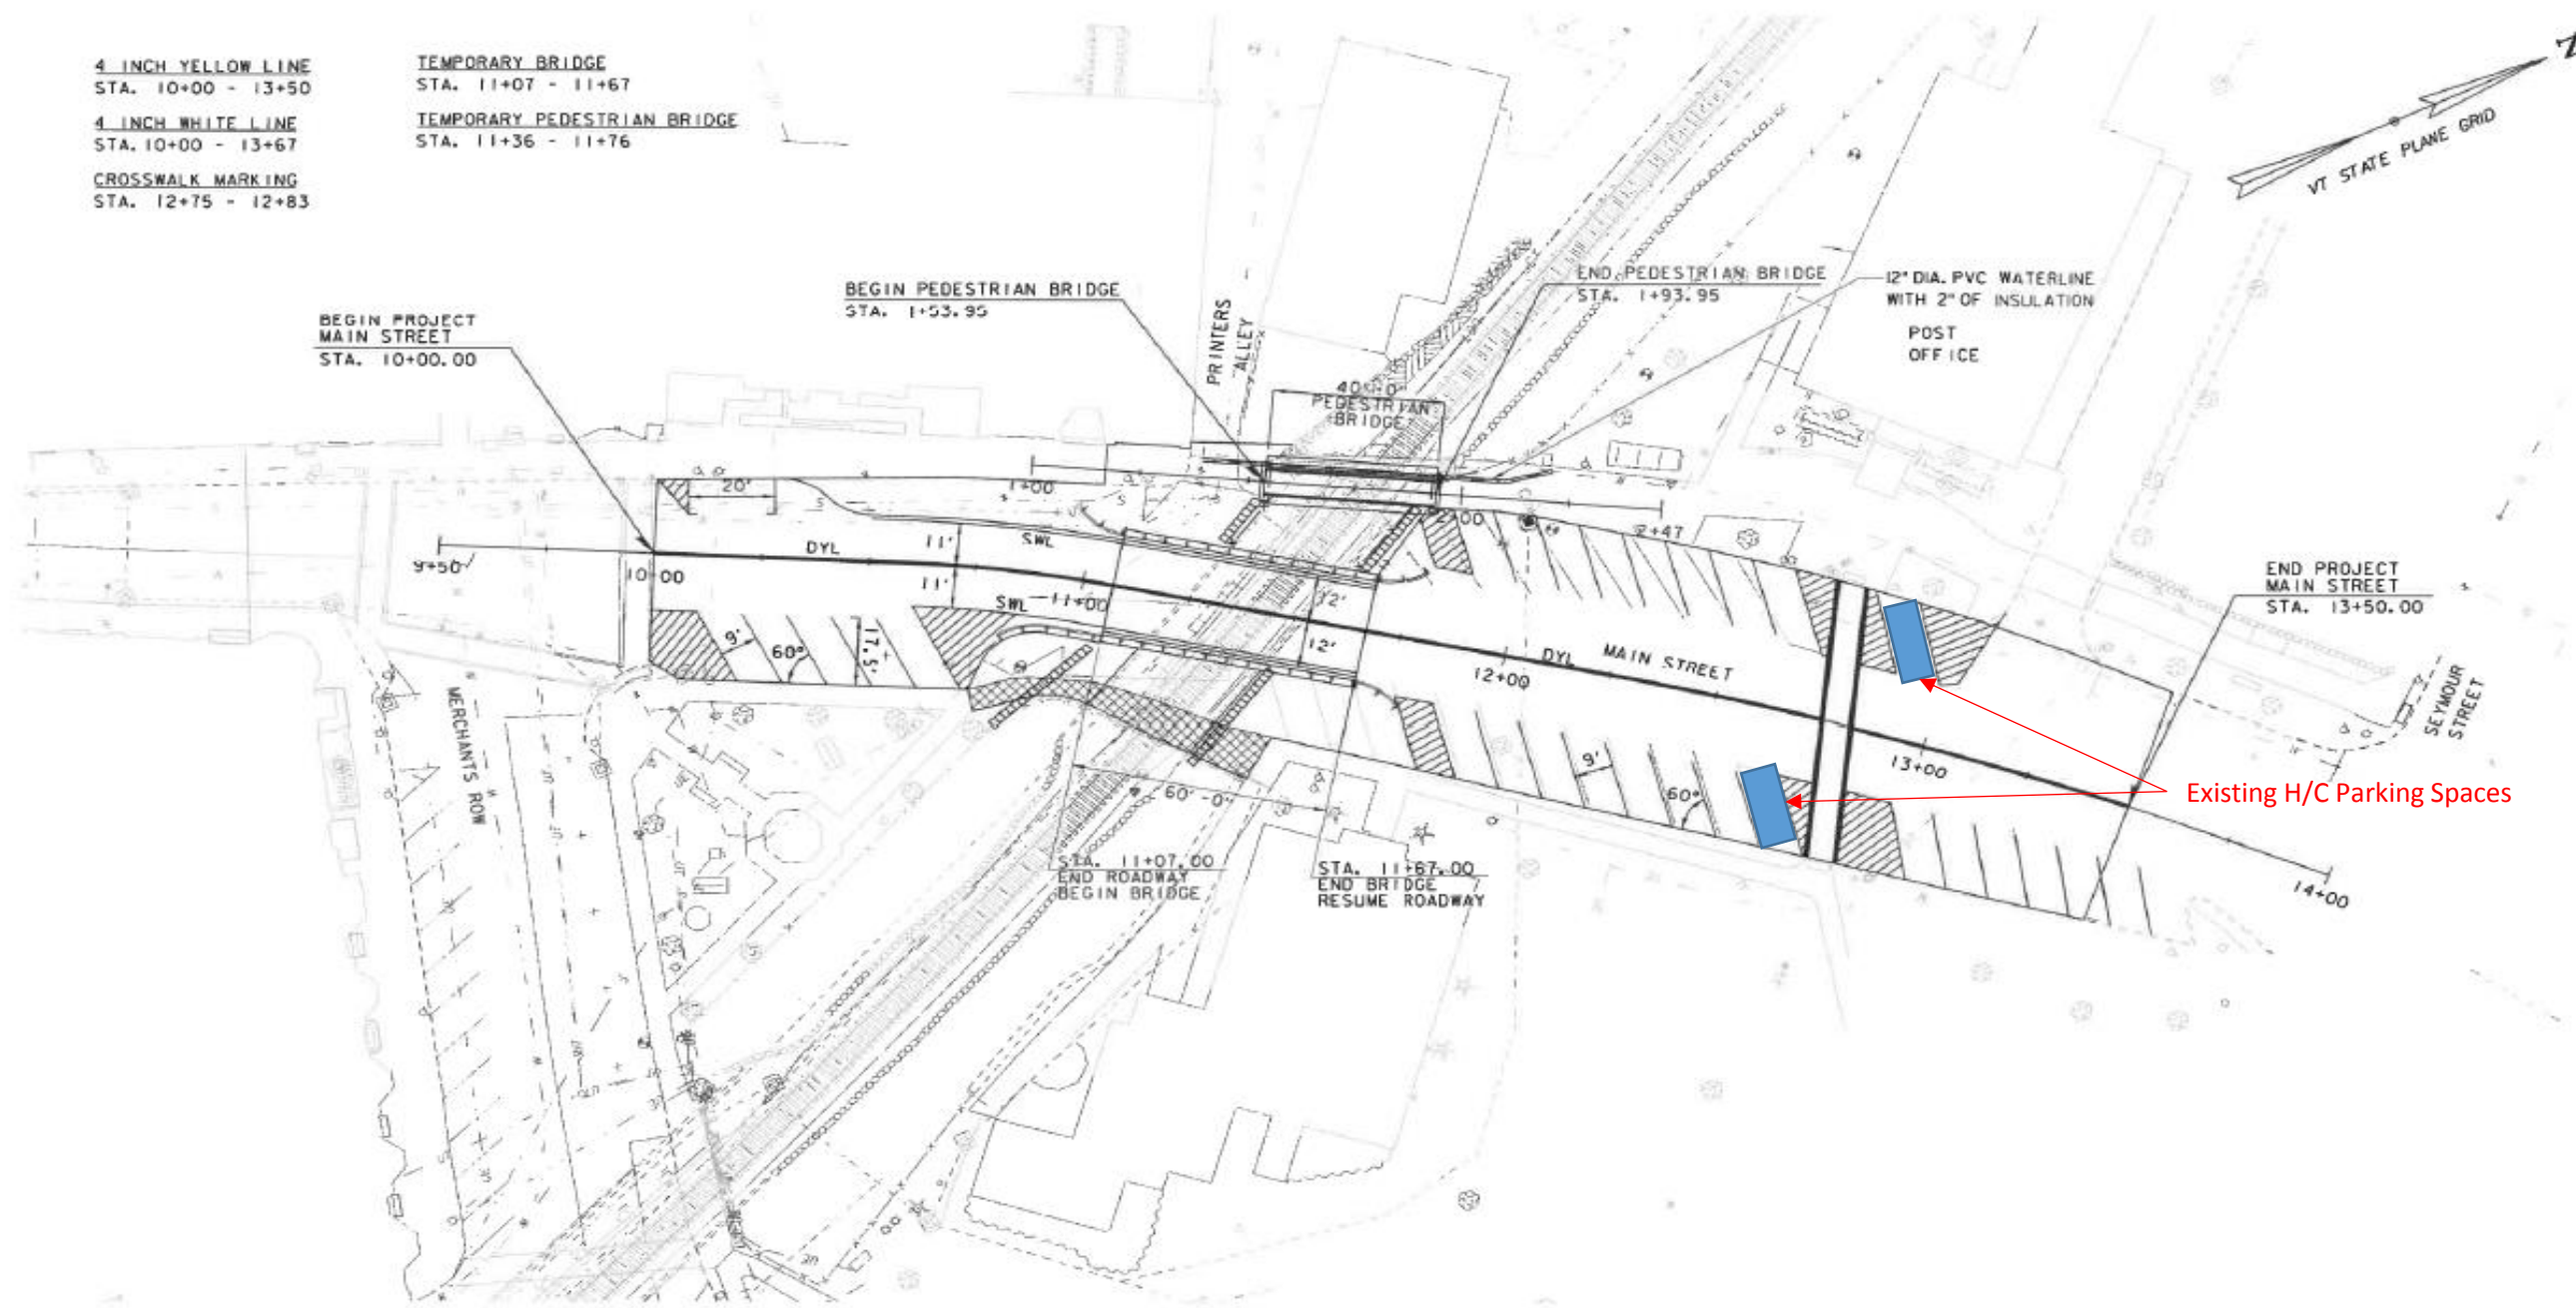 4 INCH YELLOW LINE
STA. 10+00 - 13+50
4 INCH WHITE LINE
STA. 10+00 - 13+67
CROSSWALK MARKING
STA. 12+75 - 12+83
TEMPORARY BRIDGE
STA. 11+07 - 11+67
TEMPORARY PEDESTRIAN BRIDGE
STA. 11+36 - 11+76
VT STATE PLANE GRID
BEGIN PROJECT
MAIN STREET
STA. 10+00.00
BEGIN PEDESTRIAN BRIDGE
STA. 1+53.95
PRINTERS
ALLEY
END PEDESTRIAN BRIDGE
STA. 1+93.95
12" DIA. PVC WATERLINE
WITH 2" OF INSULATION
POST
OFFICE
40'-0"
PEDESTRIAN
BRIDGE
END PROJECT
MAIN STREET
STA. 13+50.00
SEYMOUR
STREET
20'
1+00
2+00
2+47
9+50
10+00
DYL
11'
11'
SWL
SWL
11+00
12'
12'
9'
60°
17.5'
12+00
DYL
MAIN STREET
9'
60°
13+00
14+00
Existing H/C Parking Spaces
MERCHANTS ROW
60'-0"
STA. 11+07.00
END ROADWAY
BEGIN BRIDGE
STA. 11+67.00
END BRIDGE
RESUME ROADWAY